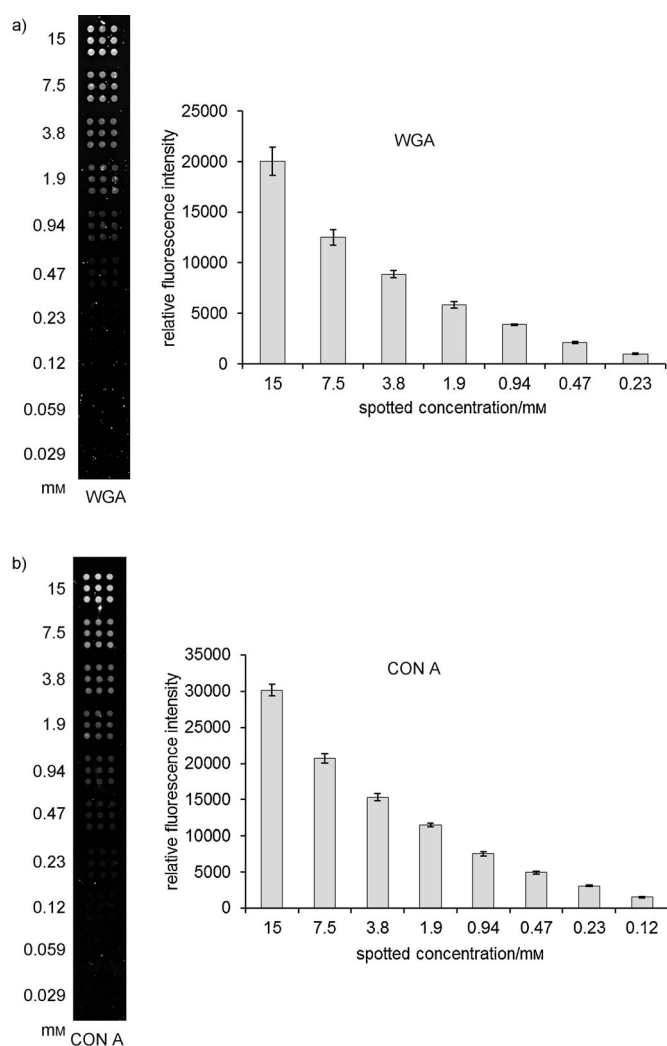 a)
15
7.5
3.8
1.9
0.94
0.47
0.23
0.12
0.059
0.029
mM
WGA
WGA
relative fluorescence intensity
25000
20000
15000
10000
5000
0
15 7.5 3.8 1.9 0.94 0.47 0.23
spotted concentration/mM
b)
15
7.5
3.8
1.9
0.94
0.47
0.23
0.12
0.059
0.029
mM
CON A
CON A
relative fluorescence intensity
35000
30000
25000
20000
15000
10000
5000
0
15 7.5 3.8 1.9 0.94 0.47 0.23 0.12
spotted concentration/mM